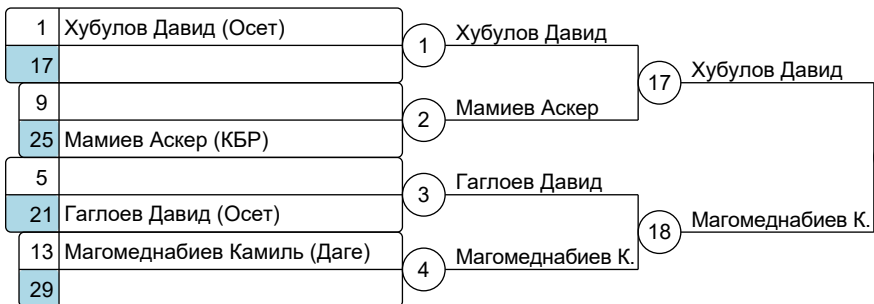 1 Хубулов Давид (Осет)
17
9
25 Мамиев Аскер (КБР)
5
21 Гаглоев Давид (Осет)
13 Магомеднабиев Камиль (Даге)
29
1 Хубулов Давид
2 Мамиев Аскер
3 Гаглоев Давид
4 Магомеднабиев К.
17 Хубулов Давид
18 Магомеднабиев К.